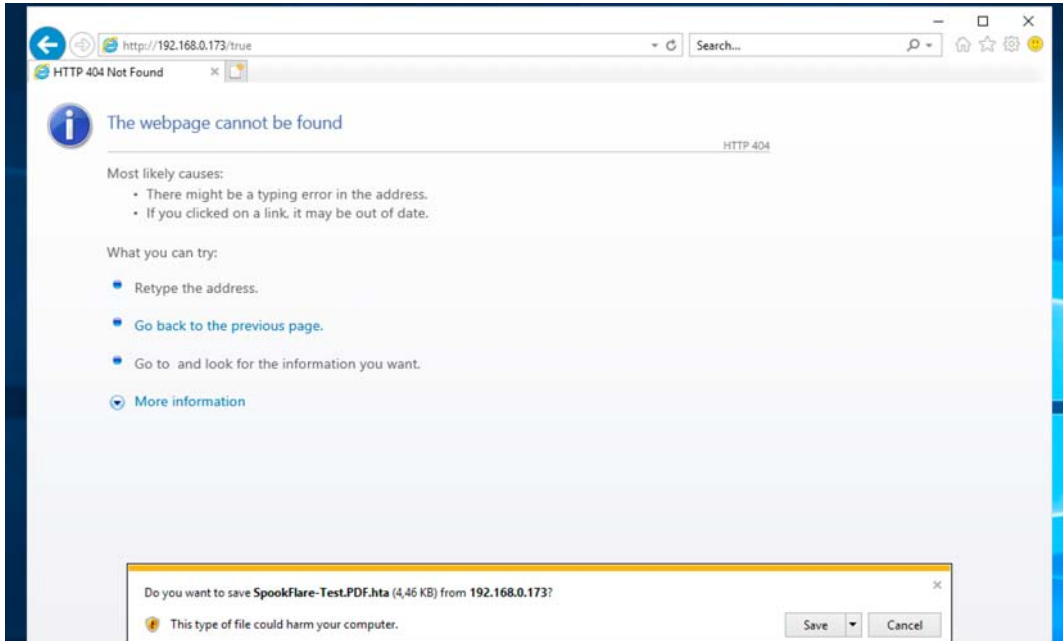 http://192.168.0.173/true
Search...
HTTP 404 Not Found
The webpage cannot be found
HTTP 404
Most likely causes:
• There might be a typing error in the address.
• If you clicked on a link, it may be out of date.
What you can try:
Retype the address.
Go back to the previous page.
Go to and look for the information you want.
More information
Do you want to save SpookFlare-Test.PDF.hta (4,46 KB) from 192.168.0.173?
This type of file could harm your computer.
Save Cancel